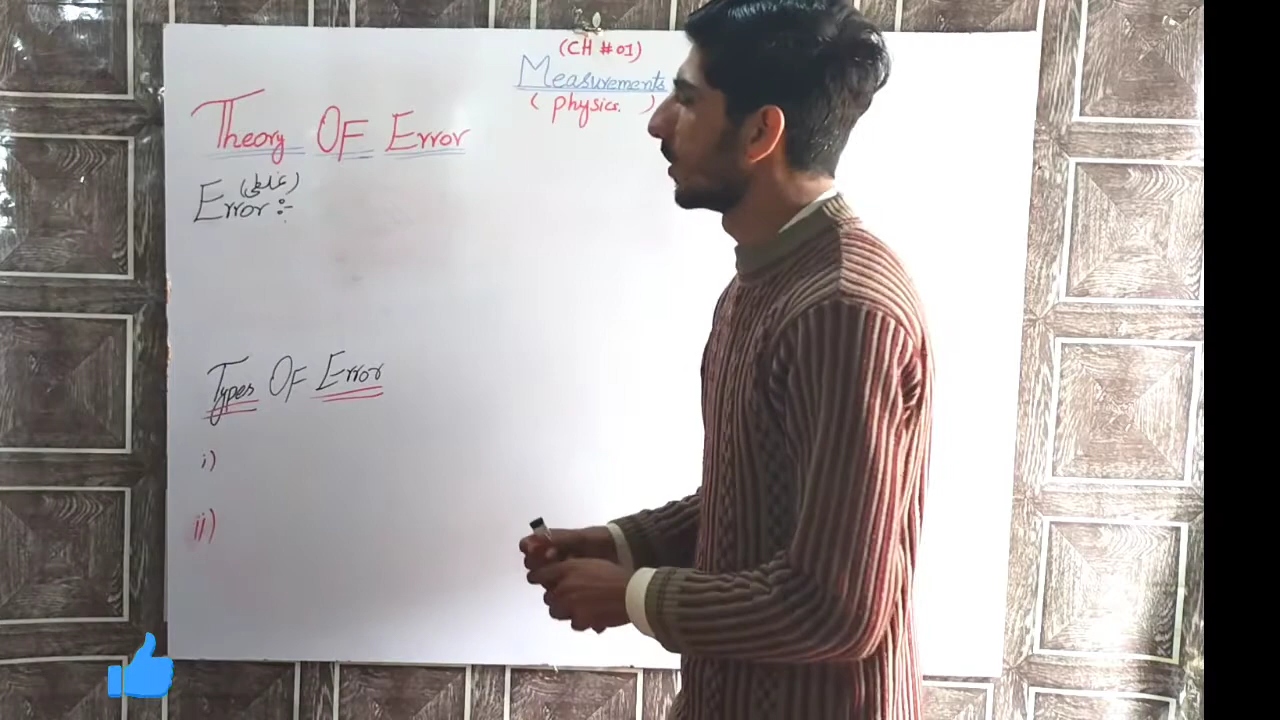 (CH # 01)
Measurements
( physics. )
Theory OF Error
(غلطی)
Error :-
Types OF Error
i)
ii)